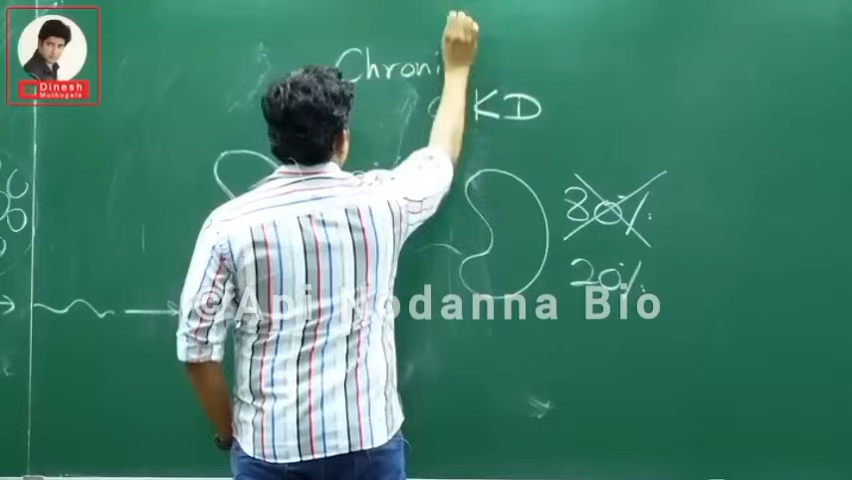 Dinesh
Muthugala
Chroni
KD
80%
20%
© Api Nodanna Bio